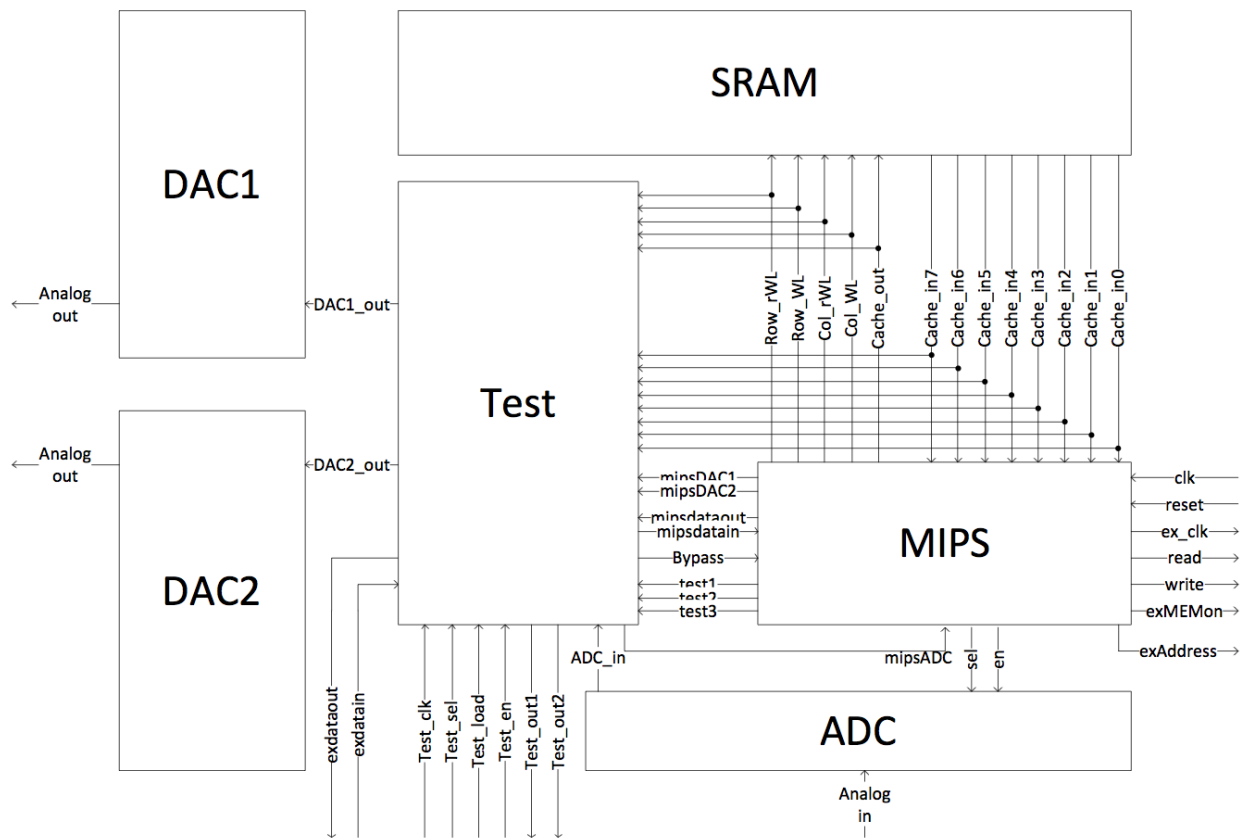 SRAM
DAC1
Analog
out
DAC1_out
Row_rWL
Row_WL
Col_rWL
Col_WL
Cache_out
Cache_in7
Cache_in6
Cache_in5
Cache_in4
Cache_in3
Cache_in2
Cache_in1
Cache_in0
Test
Analog
out
DAC2_out
DAC2
mipsDAC1
mipsDAC2
mipsdataout
mipsdatain
Bypass
test1
test2
test3
MIPS
clk
reset
ex_clk
read
write
exMEMon
exAddress
ADC_in
mipsADC
sel
en
exdataout
exdatain
Test_clk
Test_sel
Test_load
Test_en
Test_out1
Test_out2
ADC
Analog
in